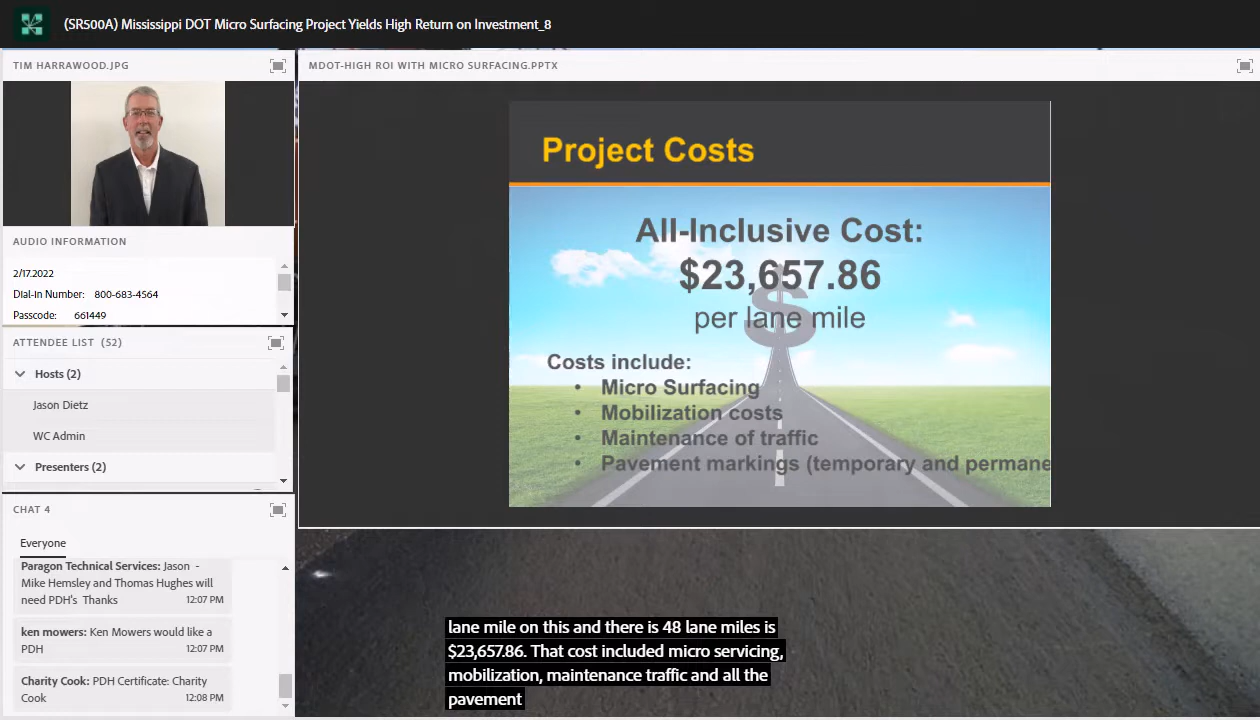 (SR500A) Mississippi DOT Micro Surfacing Project Yields High Return on Investment_8
TIM HARRAWOOD.JPG
AUDIO INFORMATION
2/17.2022
Dial-In Number: 800-683-4564
Passcode: 661449
ATTENDEE LIST (52)
Hosts (2)
Jason Dietz
WC Admin
Presenters (2)
CHAT 4
Everyone
Paragon Technical Services: Jason -
Mike Hemsley and Thomas Hughes will
need PDH's Thanks 12:07 PM
ken mowers: Ken Mowers would like a
PDH 12:07 PM
Charity Cook: PDH Certificate: Charity
Cook 12:08 PM
MDOT-HIGH ROI WITH MICRO SURFACING.PPTX
Project Costs
All-Inclusive Cost:
$23,657.86
per lane mile
$
Costs include:
• Micro Surfacing
• Mobilization costs
• Maintenance of traffic
• Pavement markings (temporary and permane
lane mile on this and there is 48 lane miles is
$23,657.86. That cost included micro servicing,
mobilization, maintenance traffic and all the
pavement